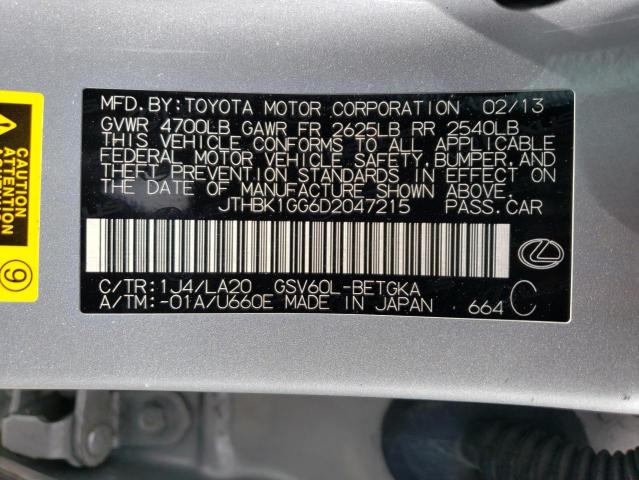 MFD.BY:TOYOTA MOTOR CORPORATION 02/13
GVWR 4700LB GAWR FR 2625LB RR 2540LB
THIS VEHICLE CONFORMS TO ALL APPLICABLE
FEDERAL MOTOR VEHICLE SAFETY,BUMPER,AND
THEFT PREVENTION STANDARDS IN EFFECT ON
THE DATE OF MANUFACTURE SHOWN ABOVE.
JTHBK1GG6D2047215 PASS.CAR
C/TR:1J4/LA20 GSV60L-BETGKA
A/TM:-01A/U660E MADE IN JAPAN 664 C
9